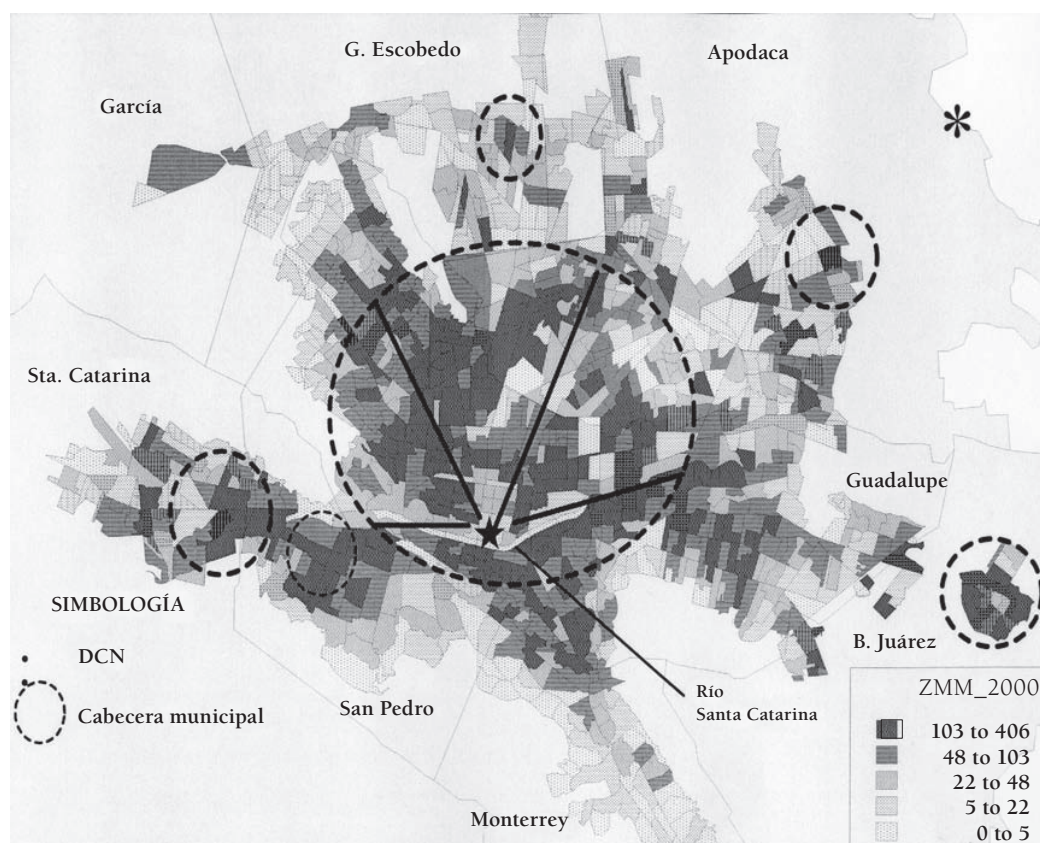 G. Escobedo
Apodaca
García
Sta. Catarina
Guadalupe
SIMBOLOGÍA
DCN
B. Juárez
Cabecera municipal
San Pedro
Río
Santa Catarina
Monterrey
ZMM_2000
103 to 406
48 to 103
22 to 48
5 to 22
0 to 5